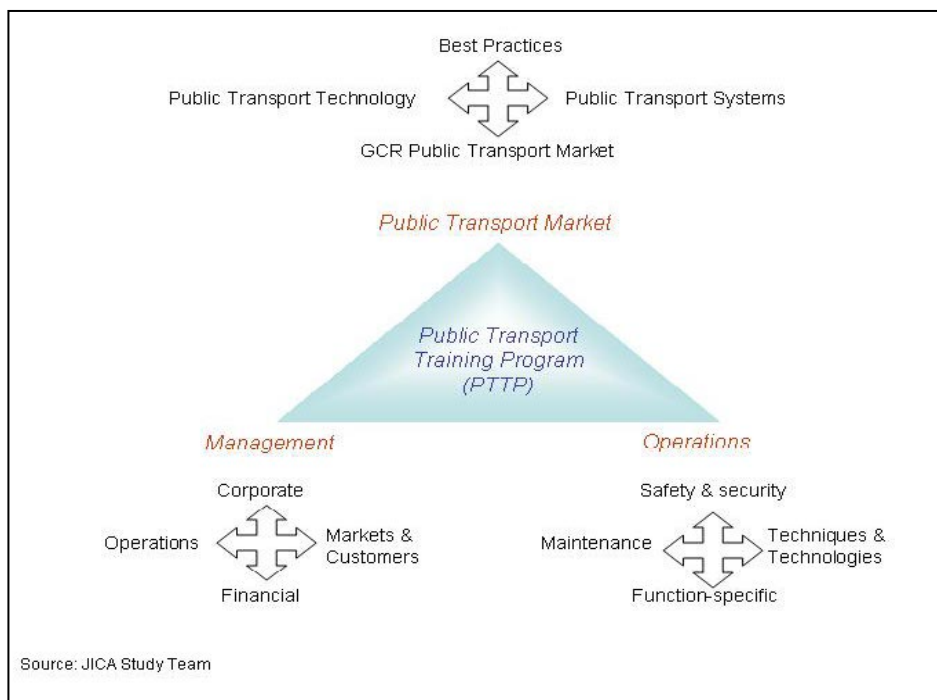 Best Practices
Public Transport Technology
Public Transport Systems
GCR Public Transport Market
Public Transport Market
Public Transport
Training Program
(PTTP)
Management
Operations
Corporate
Operations
Markets &
Customers
Financial
Safety & security
Maintenance
Techniques &
Technologies
Function-specific
Source: JICA Study Team